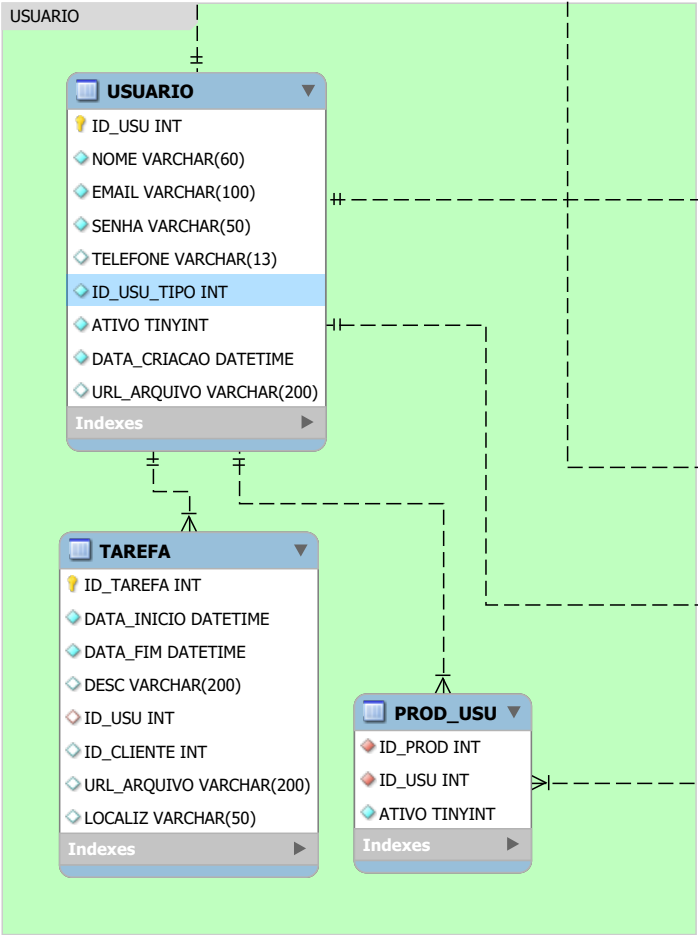 USUARIO
USUARIO
ID_USU INT
NOME VARCHAR(60)
EMAIL VARCHAR(100)
SENHA VARCHAR(50)
TELEFONE VARCHAR(13)
ID_USU_TIPO INT
ATIVO TINYINT
DATA_CRIACAO DATETIME
URL_ARQUIVO VARCHAR(200)
Indexes
TAREFA
ID_TAREFA INT
DATA_INICIO DATETIME
DATA_FIM DATETIME
DESC VARCHAR(200)
ID_USU INT
ID_CLIENTE INT
URL_ARQUIVO VARCHAR(200)
LOCALIZ VARCHAR(50)
Indexes
PROD_USU
ID_PROD INT
ID_USU INT
ATIVO TINYINT
Indexes